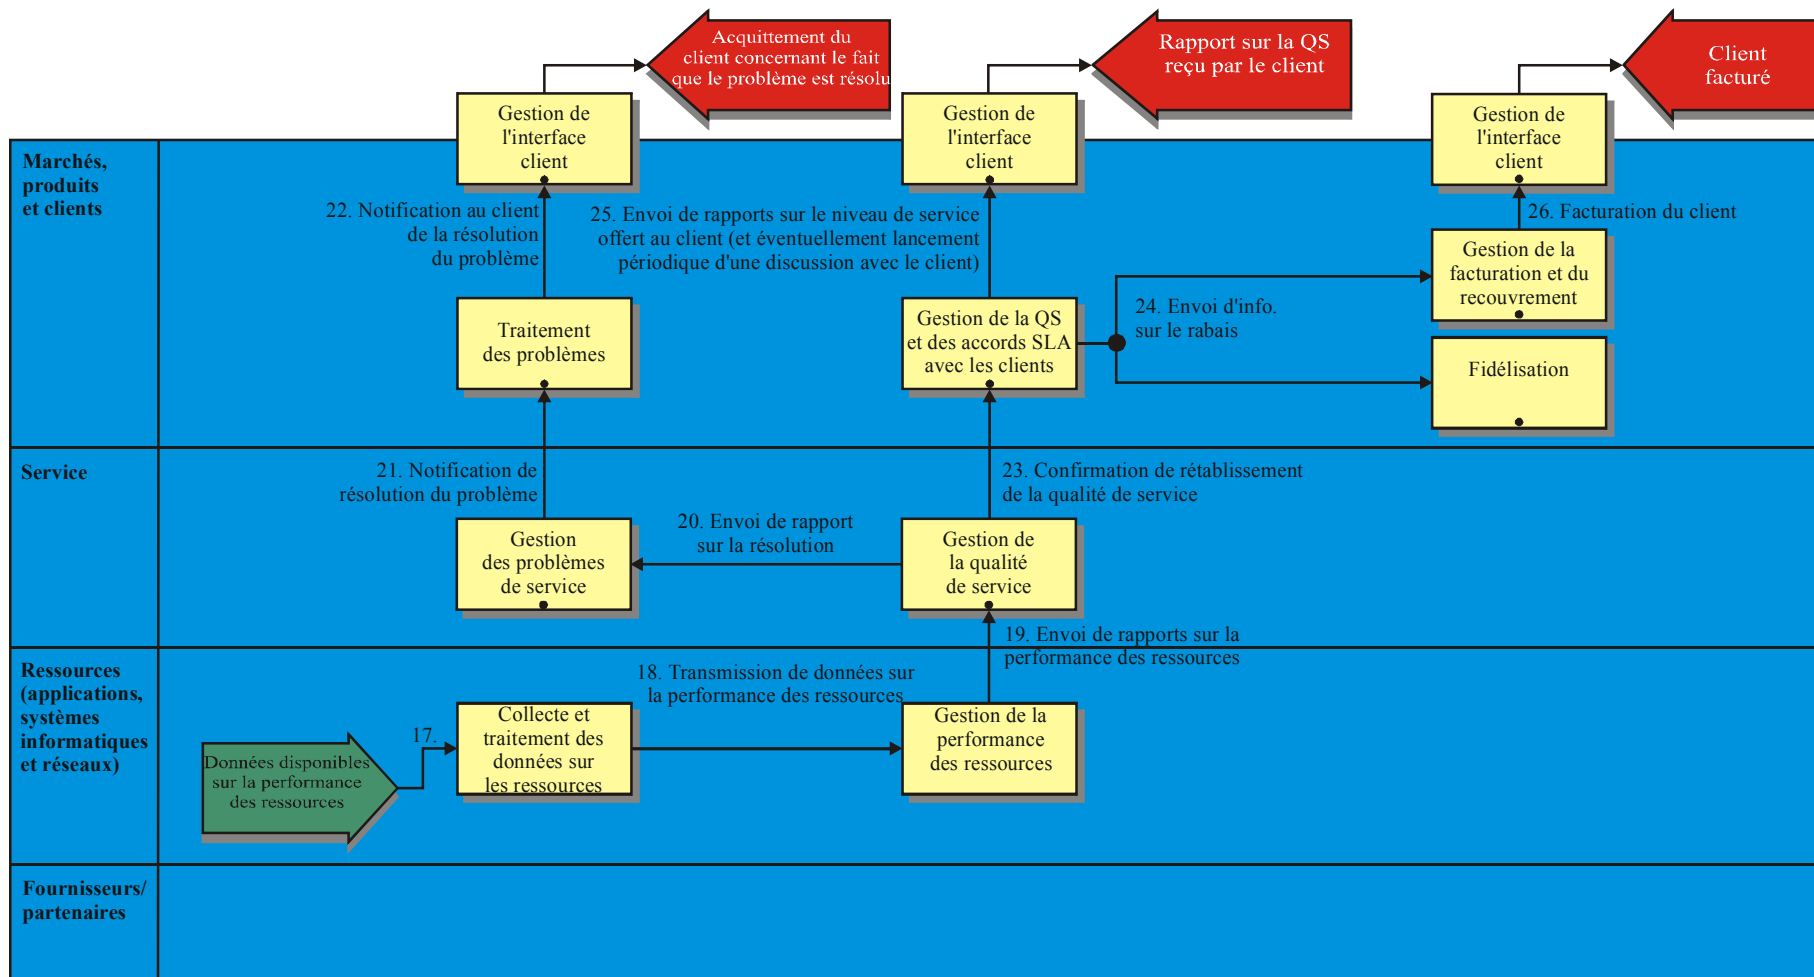 Acquittement du
client concernant le fait
que le problème est résolu
Rapport sur la QS
reçu par le client
Client
facturé
Gestion de
l'interface
client
Gestion de
l'interface
client
Gestion de
l'interface
client
Marchés,
produits
et clients
22. Notification au client
de la résolution
du problème
25. Envoi de rapports sur le niveau de service
offert au client (et éventuellement lancement
périodique d'une discussion avec le client)
26. Facturation du client
Gestion de la
facturation et du
recouvrement
Traitement
des problèmes
Gestion de la QS
et des accords SLA
avec les clients
24. Envoi d'info.
sur le rabais
Fidélisation
Service
21. Notification de
résolution du problème
23. Confirmation de rétablissement
de la qualité de service
20. Envoi de rapport
sur la résolution
Gestion
des problèmes
de service
Gestion de
la qualité
de service
19. Envoi de rapports sur la
performance des ressources
Ressources
(applications,
systèmes
informatiques
et réseaux)
18. Transmission de données sur
la performance des ressources
17.
Collecte et
traitement des
données sur
les ressources
Gestion de la
performance
des ressources
Données disponibles
sur la performance
des ressources
Fournisseurs/
partenaires